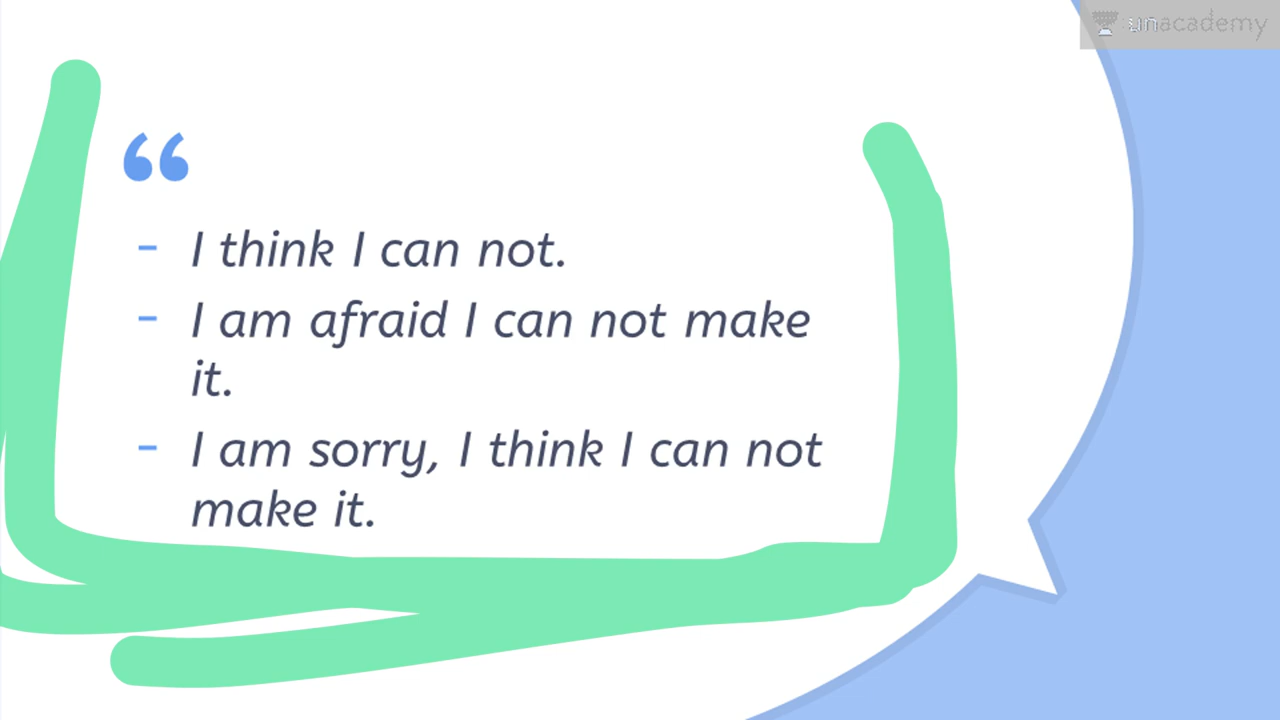 unacademy
“
- I think I can not.
- I am afraid I can not make
it.
- I am sorry, I think I can not
make it.